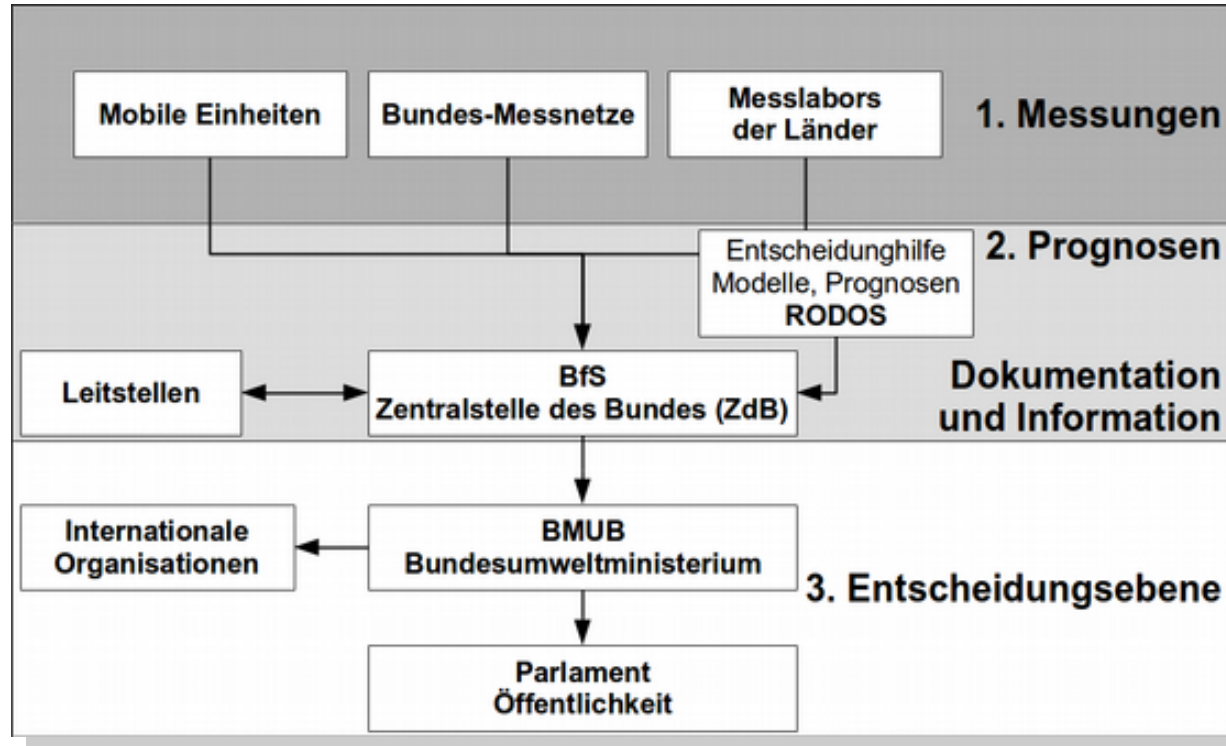 Mobile Einheiten
Bundes-Messnetze
Messlabors
der Länder
1. Messungen
Entscheidunghilfe
Modelle, Prognosen
RODOS
2. Prognosen
Leitstellen
BfS
Zentralstelle des Bundes (ZdB)
Dokumentation
und Information
Internationale
Organisationen
BMUB
Bundesumweltministerium
3. Entscheidungsebene
Parlament
Öffentlichkeit